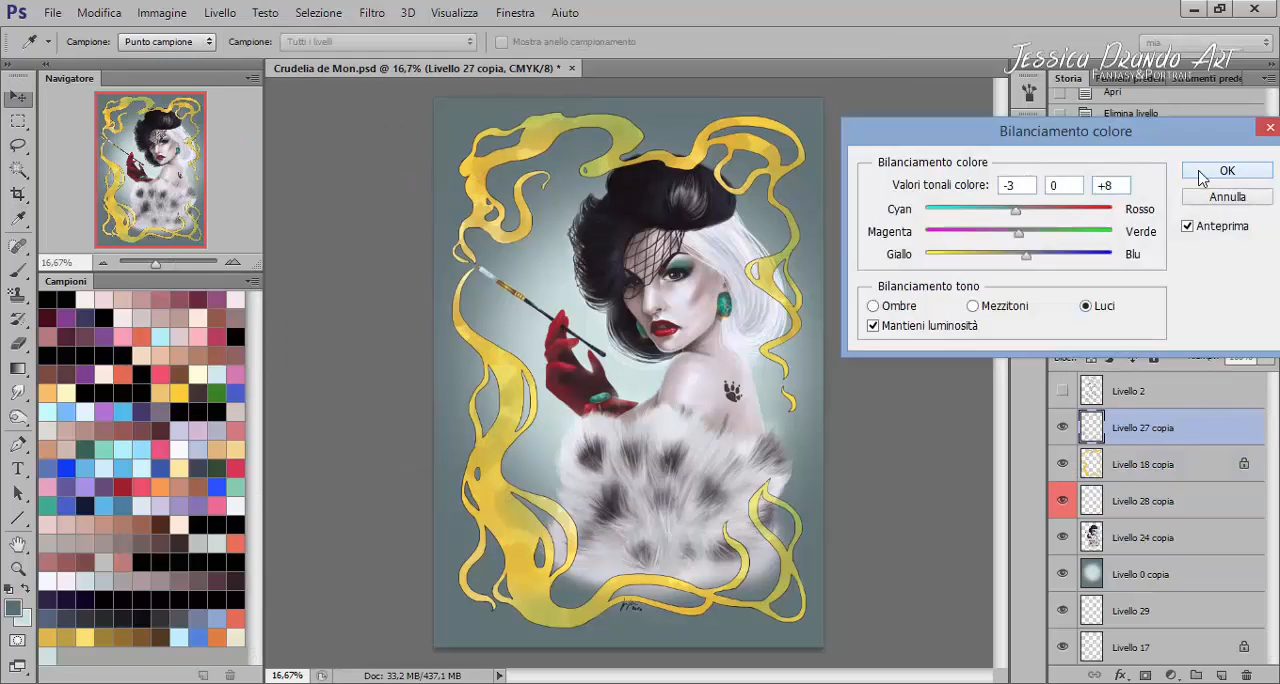 Ps File Modifica Immagine Livello Testo Selezione Filtro 3D Visualizza Finestra Aiuto
Campione: Punto campione Campione: Tutti i livelli Mostra anello campionamento mia
Jessica Prando Art
Fantasy&Portrait
Navigatore
Crudelia de Mon.psd @ 16,7% (Livello 27 copia, CMYK/8) * ×
Storia
Apri
Elimina livello
Bilanciamento colore
Bilanciamento colore
Valori tonali colore: -3 0 +8
OK
Annulla
Anteprima
Cyan Rosso
Magenta Verde
Giallo Blu
Bilanciamento tono
Ombre Mezzitoni Luci
Mantieni luminosità
16,67%
Campioni
Livello 2
Livello 27 copia
Livello 18 copia
Livello 28 copia
Livello 24 copia
Livello 0 copia
Livello 29
Livello 17
16,67% Doc: 33,2 MB/437,1 MB